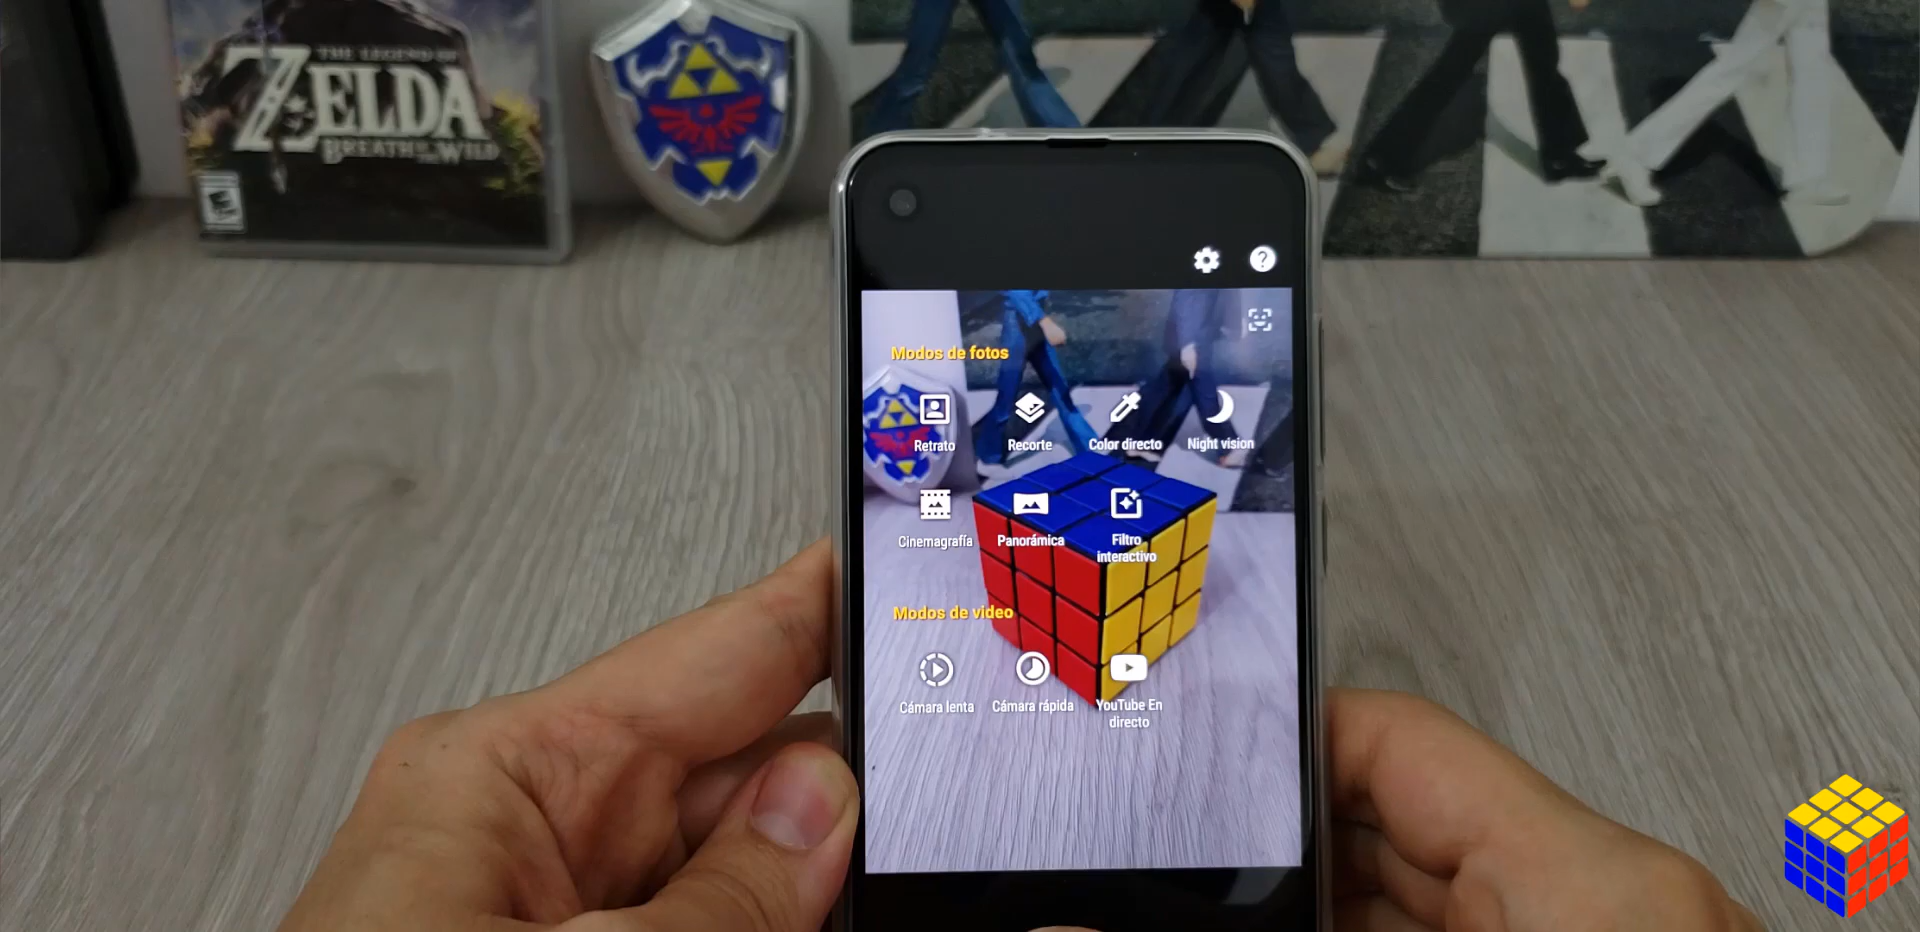 THE LEGEND OF
ZELDA
BREATH OF THE WILD
E
?
Modos de fotos
Retrato
Recorte
Color directo
Night vision
Cinemagrafía
Panorámica
Filtro
interactivo
Modos de video
Cámara lenta
Cámara rápida
YouTube En
directo